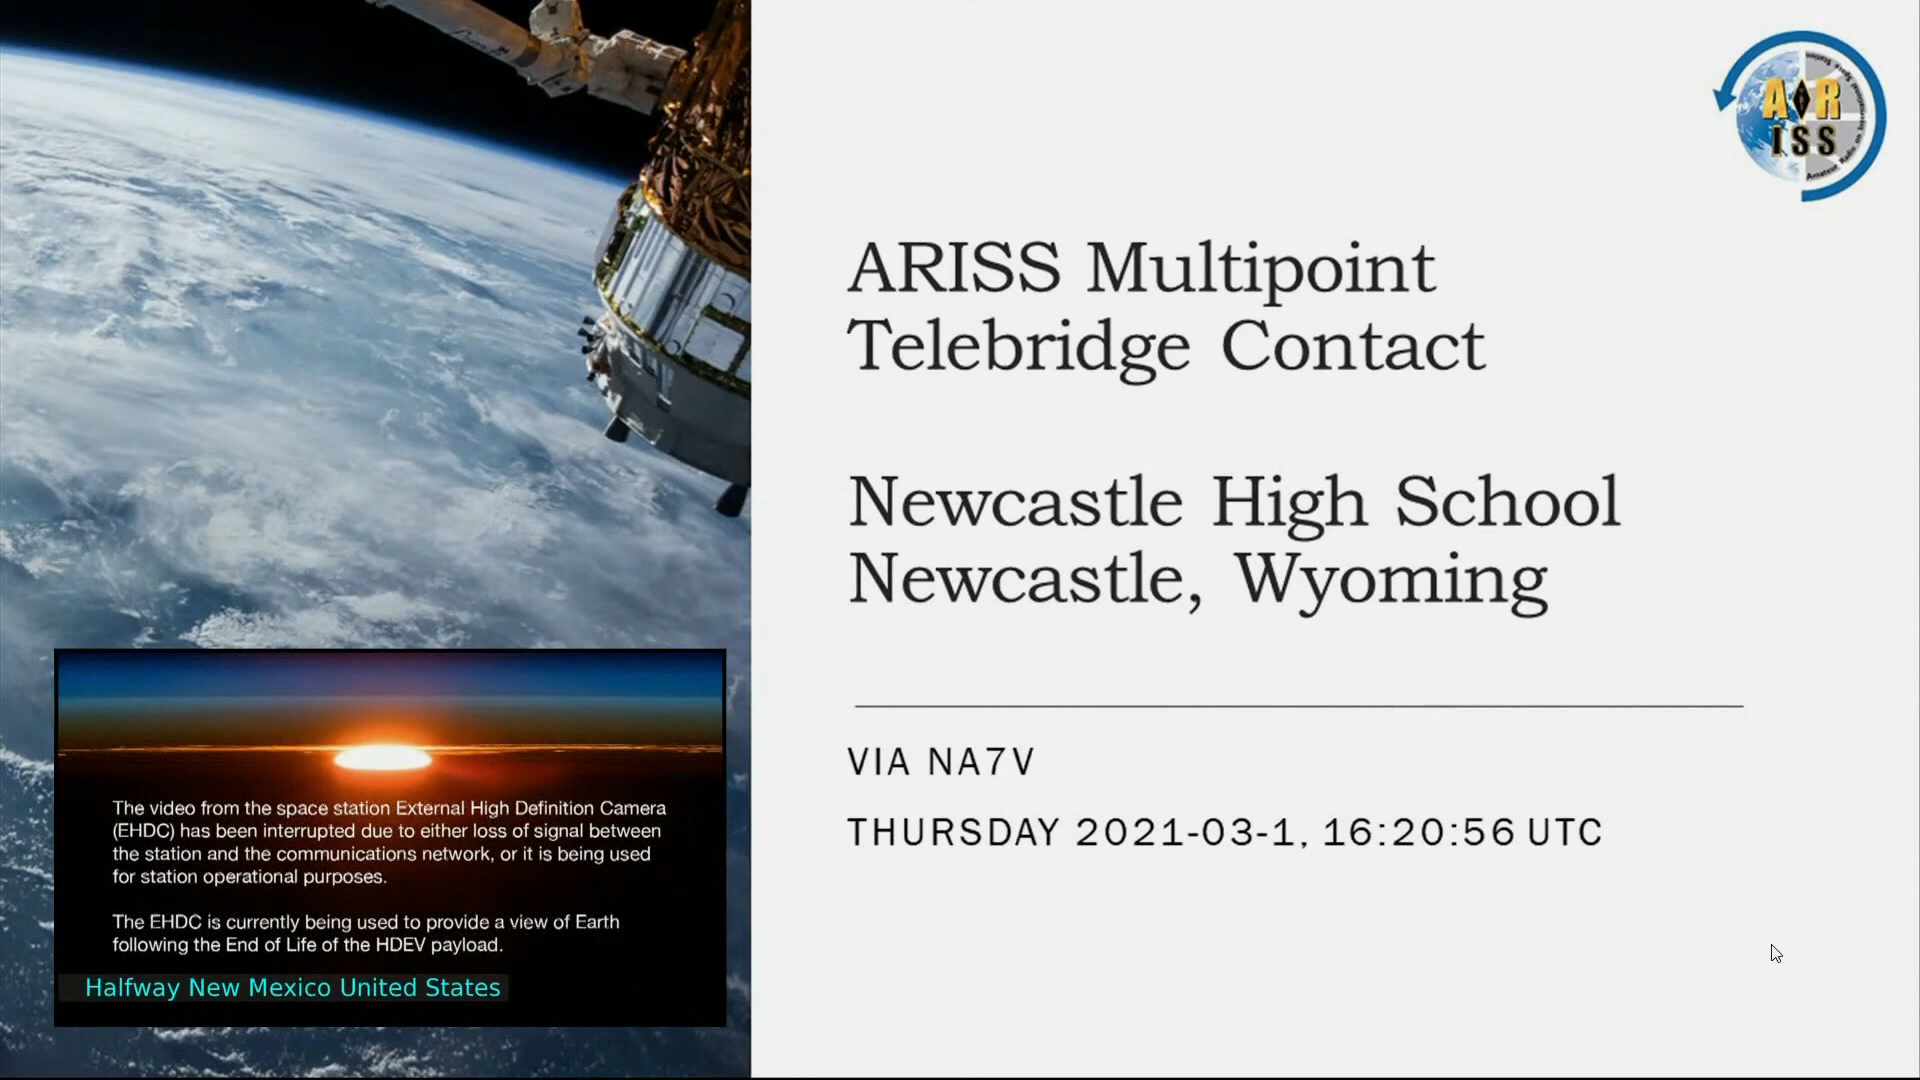 A R
ISS
ARISS Multipoint
Telebridge Contact
Newcastle High School
Newcastle, Wyoming
VIA NA7V
THURSDAY 2021-03-1, 16:20:56 UTC
The video from the space station External High Definition Camera
(EHDC) has been interrupted due to either loss of signal between
the station and the communications network, or it is being used
for station operational purposes.
The EHDC is currently being used to provide a view of Earth
following the End of Life of the HDEV payload.
Halfway New Mexico United States